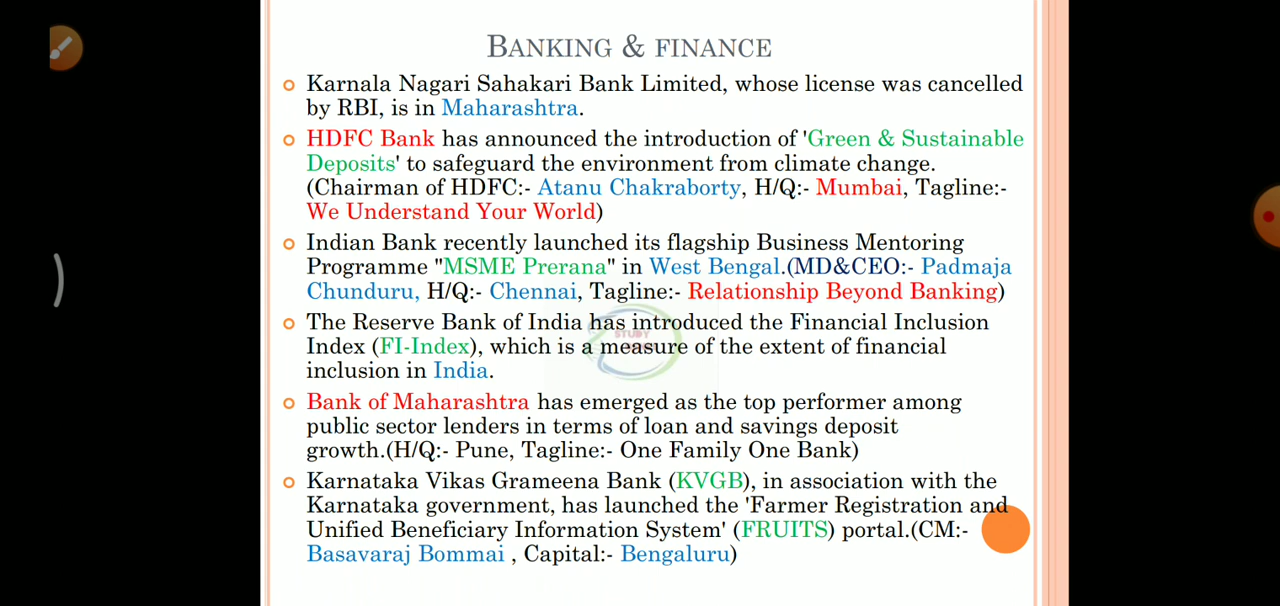 BANKING & FINANCE
Karnala Nagari Sahakari Bank Limited, whose license was cancelled
by RBI, is in Maharashtra.
HDFC Bank has announced the introduction of 'Green & Sustainable
Deposits' to safeguard the environment from climate change.
(Chairman of HDFC:- Atanu Chakraborty, H/Q:- Mumbai, Tagline:-
We Understand Your World)
Indian Bank recently launched its flagship Business Mentoring
Programme "MSME Prerana" in West Bengal.(MD&CEO:- Padmaja
Chunduru, H/Q:- Chennai, Tagline:- Relationship Beyond Banking)
The Reserve Bank of India has introduced the Financial Inclusion
Index (FI-Index), which is a measure of the extent of financial
inclusion in India.
Bank of Maharashtra has emerged as the top performer among
public sector lenders in terms of loan and savings deposit
growth.(H/Q:- Pune, Tagline:- One Family One Bank)
Karnataka Vikas Grameena Bank (KVGB), in association with the
Karnataka government, has launched the 'Farmer Registration and
Unified Beneficiary Information System' (FRUITS) portal.(CM:-
Basavaraj Bommai , Capital:- Bengaluru)
STUDY